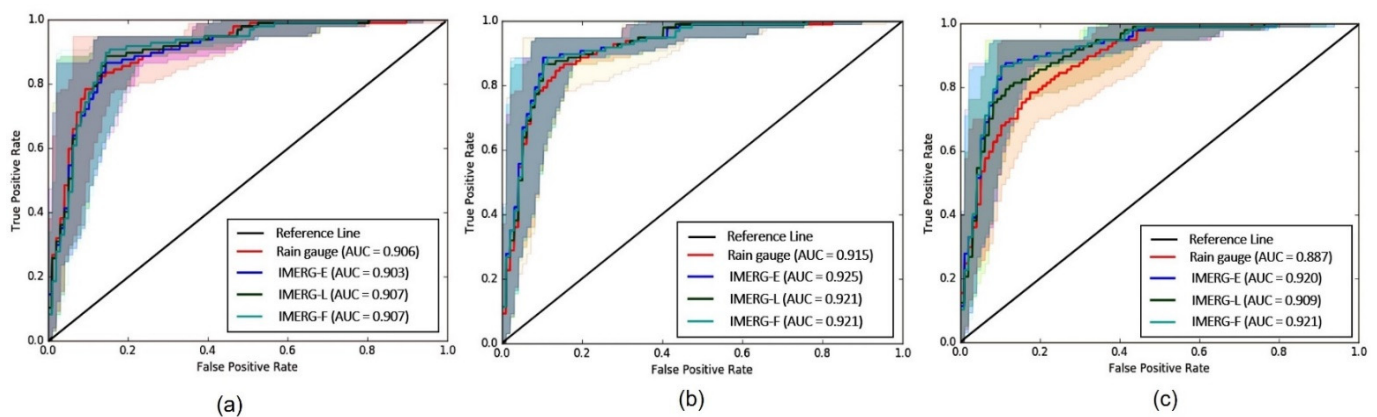 1.0
0.8
0.6
0.4
0.2
0.0
True Positive Rate
0.0 0.2 0.4 0.6 0.8 1.0
False Positive Rate
Reference Line
Rain gauge (AUC = 0.906)
IMERG-E (AUC = 0.903)
IMERG-L (AUC = 0.907)
IMERG-F (AUC = 0.907)
(a)
1.0
0.8
0.6
0.4
0.2
0.0
True Positive Rate
0.0 0.2 0.4 0.6 0.8 1.0
False Positive Rate
Reference Line
Rain gauge (AUC = 0.915)
IMERG-E (AUC = 0.925)
IMERG-L (AUC = 0.921)
IMERG-F (AUC = 0.921)
(b)
1.0
0.8
0.6
0.4
0.2
0.0
True Positive Rate
0.0 0.2 0.4 0.6 0.8 1.0
False Positive Rate
Reference Line
Rain gauge (AUC = 0.887)
IMERG-E (AUC = 0.920)
IMERG-L (AUC = 0.909)
IMERG-F (AUC = 0.921)
(c)